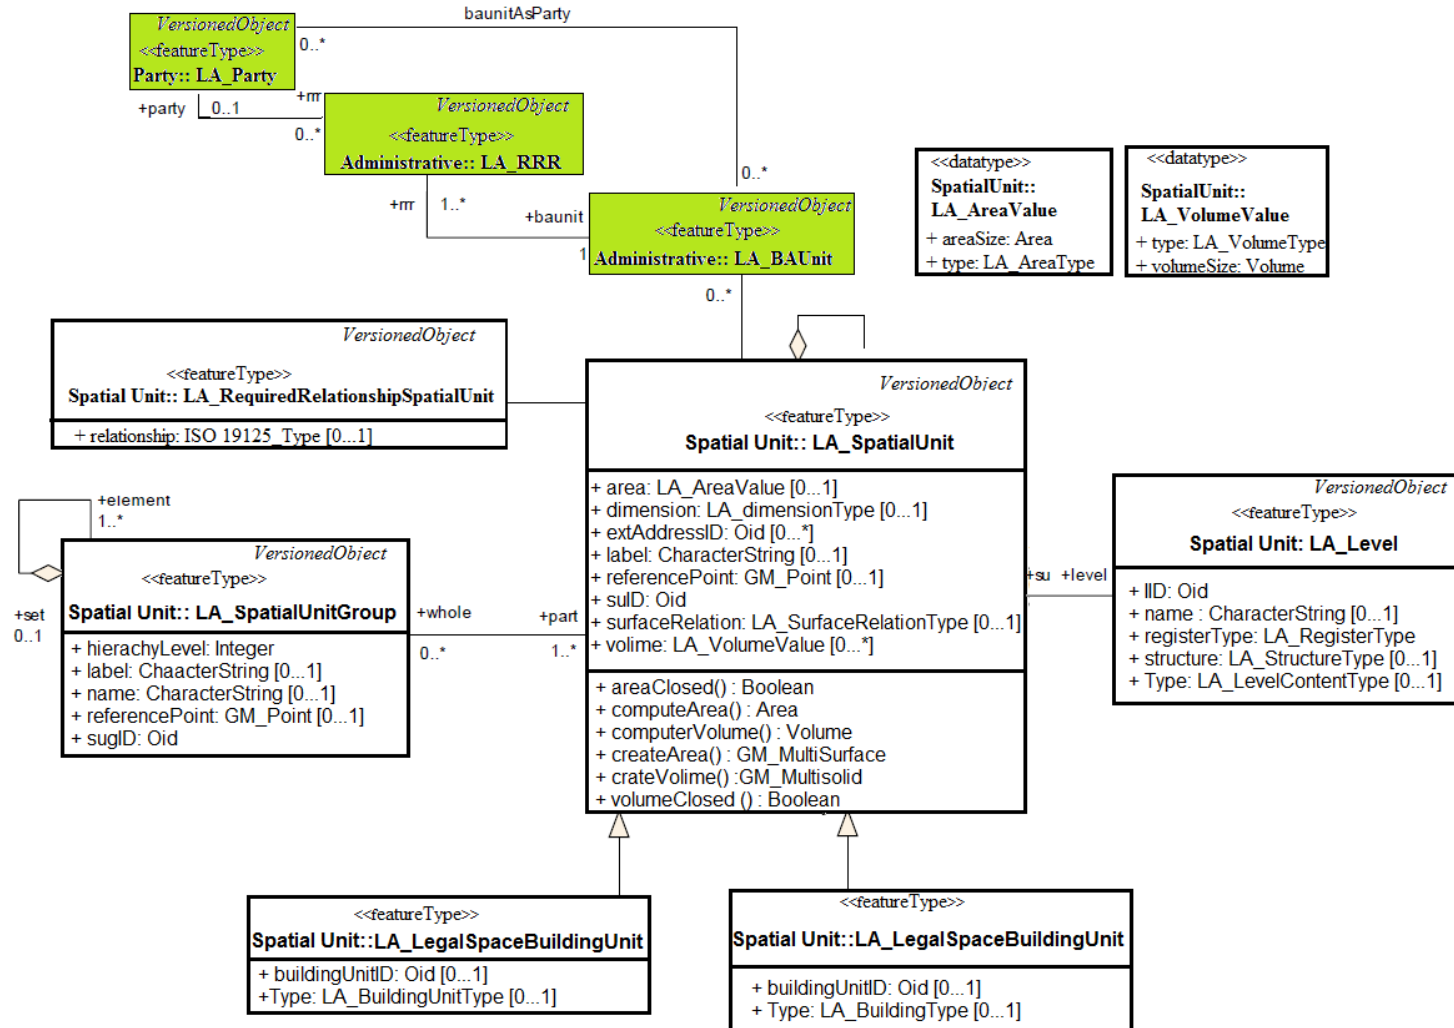 baunitAsParty
VersionedObject
<<featureType>>
Party:: LA_Party
0..*
+party
0..1
+rrr
0..*
VersionedObject
<<featureType>>
Administrative:: LA_RRR
+rrr
1..*
+baunit
1
0..*
VersionedObject
<<featureType>>
Administrative:: LA_BAUnit
0..*
<<datatype>>
SpatialUnit::
LA_AreaValue
+ areaSize: Area
+ type: LA_AreaType
<<datatype>>
SpatialUnit::
LA_VolumeValue
+ type: LA_VolumeType
+ volumeSize: Volume
VersionedObject
<<featureType>>
Spatial Unit:: LA_RequiredRelationshipSpatialUnit
+ relationship: ISO 19125_Type [0...1]
VersionedObject
<<featureType>>
Spatial Unit:: LA_SpatialUnit
+ area: LA_AreaValue [0...1]
+ dimension: LA_dimensionType [0...1]
+ extAddressID: Oid [0...*]
+ label: CharacterString [0...1]
+ referencePoint: GM_Point [0...1]
+ suID: Oid
+ surfaceRelation: LA_SurfaceRelationType [0...1]
+ volime: LA_VolumeValue [0...*]
+ areaClosed() : Boolean
+ computeArea() : Area
+ computerVolume() : Volume
+ createArea() : GM_MultiSurface
+ crateVolime() :GM_Multisolid
+ volumeClosed () : Boolean
+element
1..*
+set
0..1
VersionedObject
<<featureType>>
Spatial Unit:: LA_SpatialUnitGroup
+ hierachyLevel: Integer
+ label: ChaacterString [0...1]
+ name: CharacterString [0...1]
+ referencePoint: GM_Point [0...1]
+ sugID: Oid
+whole
0..*
+part
1..*
+su
+level
VersionedObject
<<featureType>>
Spatial Unit: LA_Level
+ lID: Oid
+ name : CharacterString [0...1]
+ registerType: LA_RegisterType
+ structure: LA_StructureType [0...1]
+ Type: LA_LevelContentType [0...1]
<<featureType>>
Spatial Unit::LA_LegalSpaceBuildingUnit
+ buildingUnitID: Oid [0...1]
+Type: LA_BuildingUnitType [0...1]
<<featureType>>
Spatial Unit::LA_LegalSpaceBuildingUnit
+ buildingUnitID: Oid [0...1]
+ Type: LA_BuildingType [0...1]